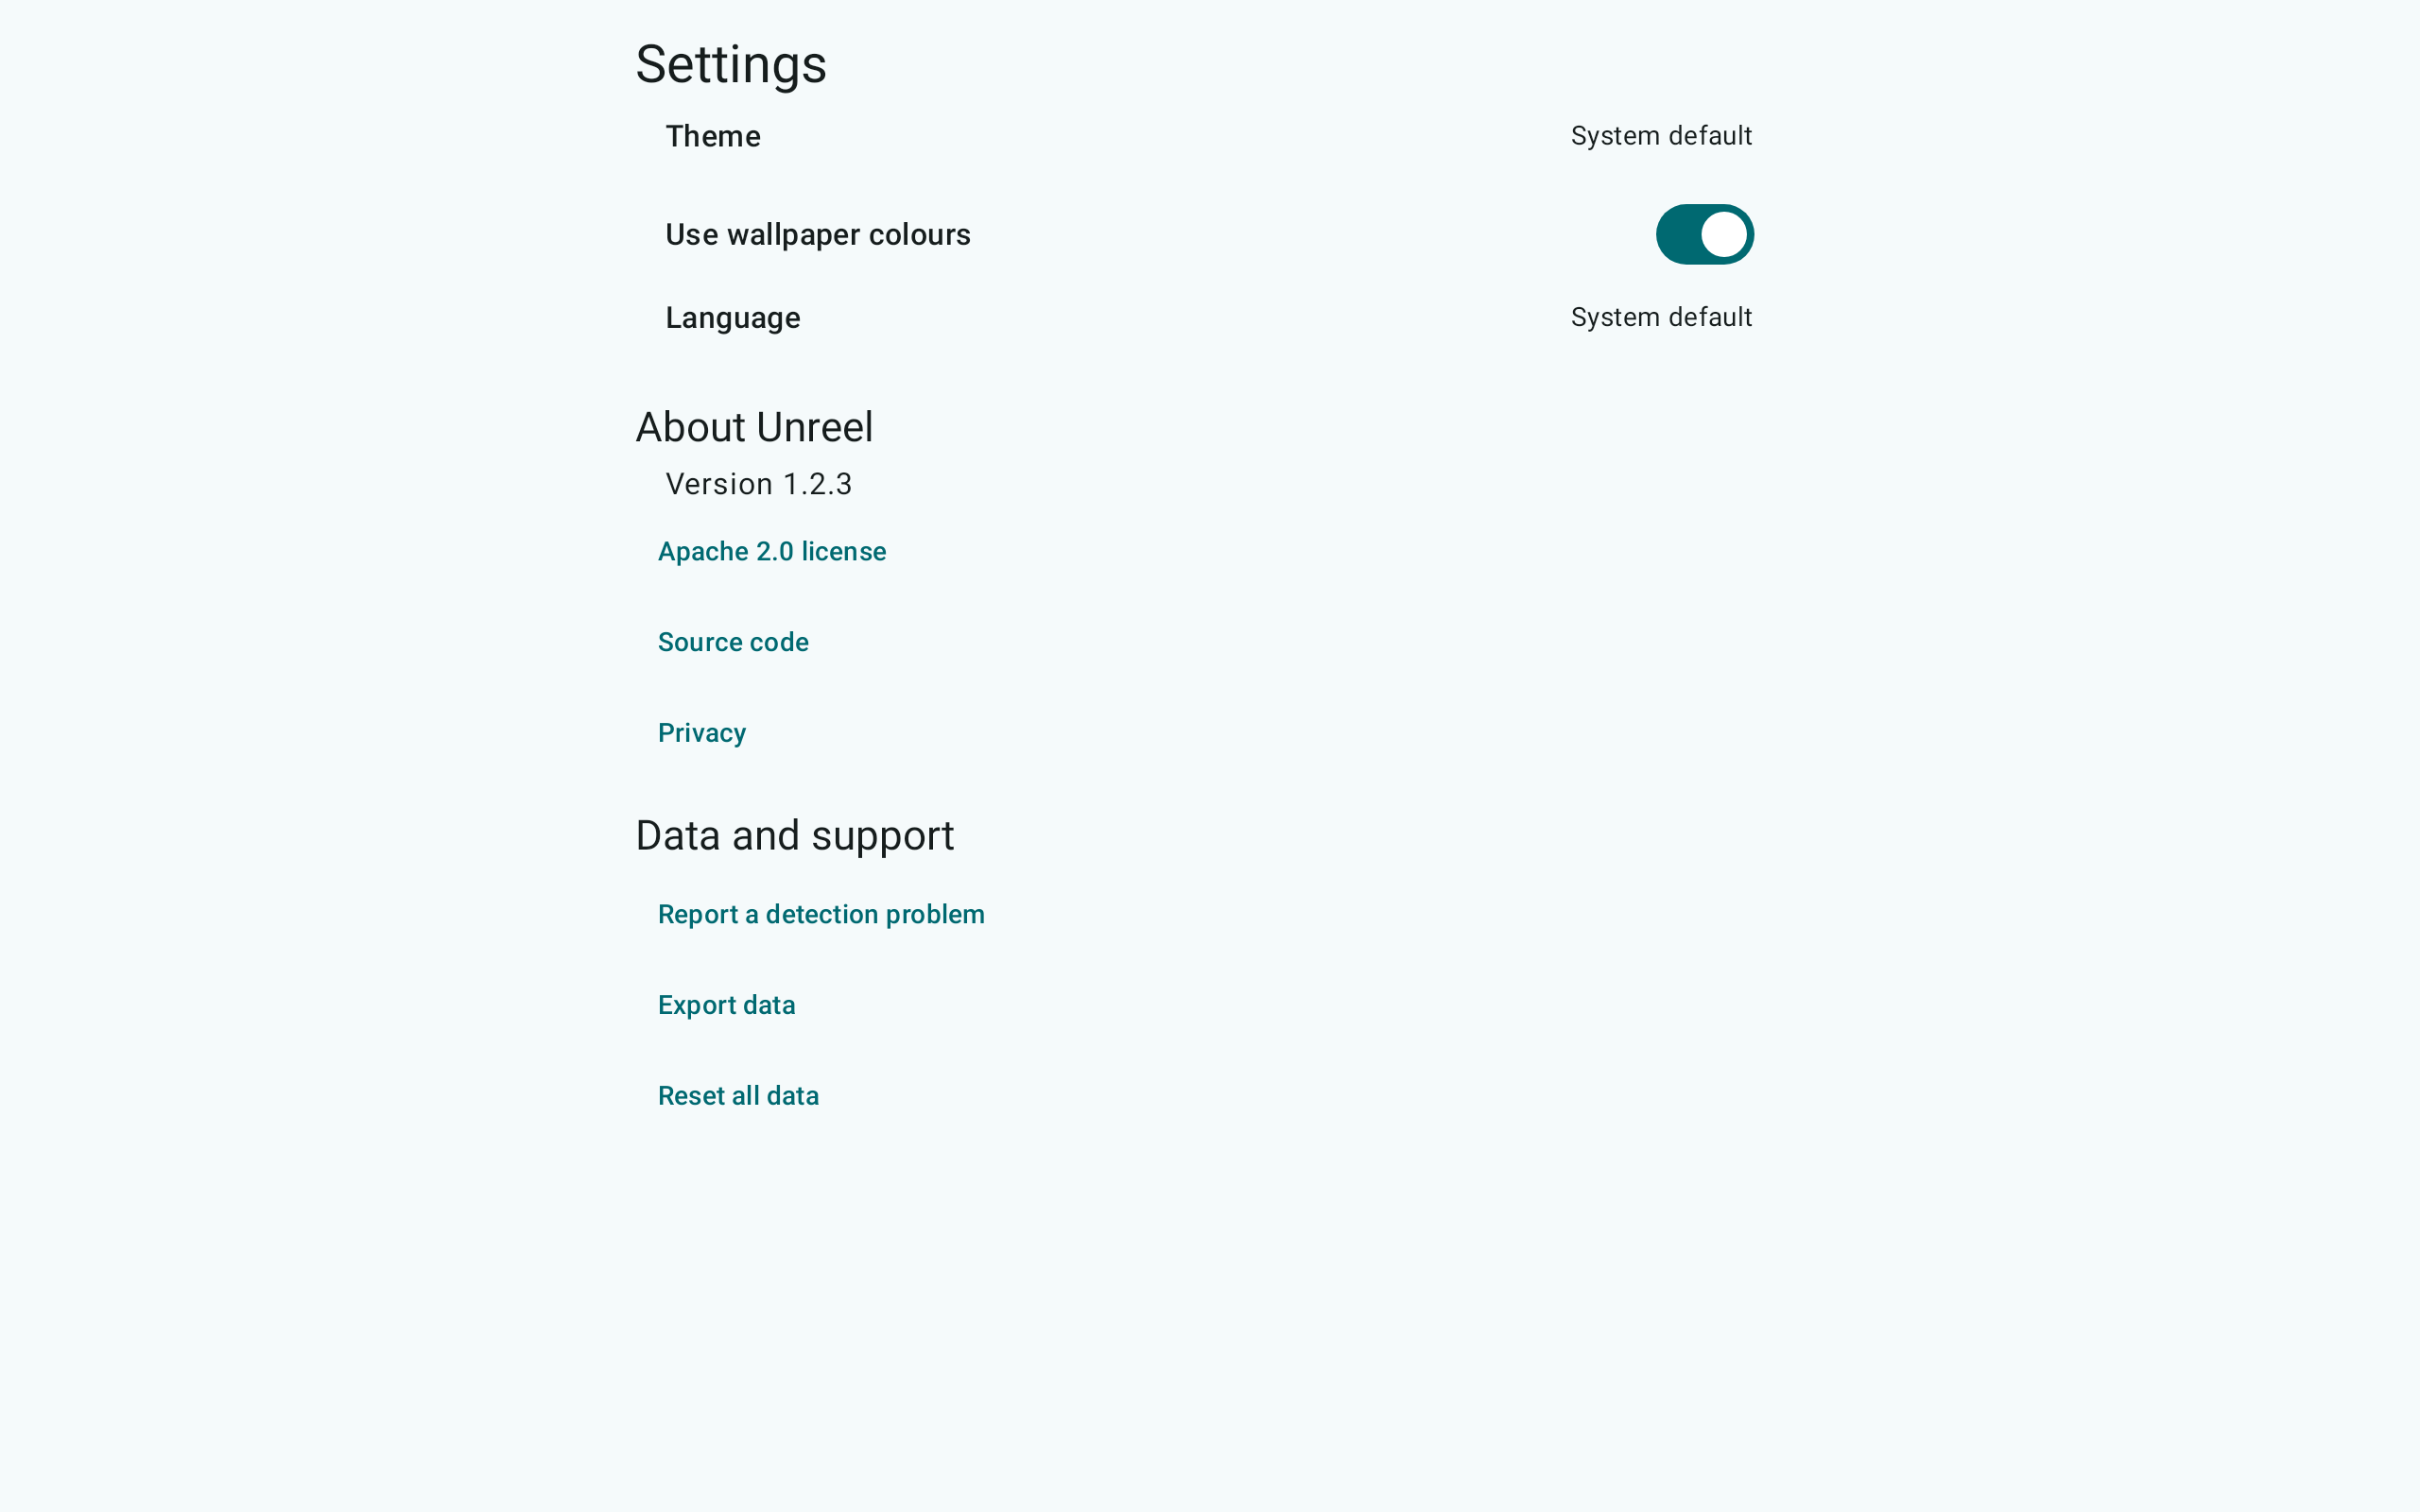 Settings
Theme
System default
Use wallpaper colours
Language
System default
About Unreel
Version 1.2.3
Apache 2.0 license
Source code
Privacy
Data and support
Report a detection problem
Export data
Reset all data